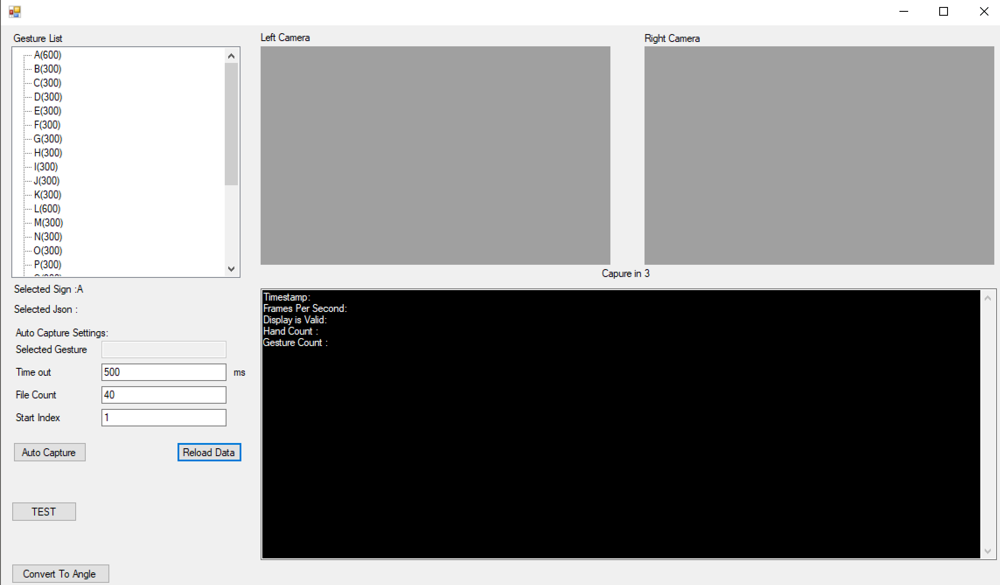 Gesture List
A(600)
B(300)
C(300)
D(300)
E(300)
F(300)
G(300)
H(300)
I(300)
J(300)
K(300)
L(600)
M(300)
N(300)
O(300)
P(300)
Selected Sign :A
Selected Json :
Auto Capture Settings:
Selected Gesture
Time out 500 ms
File Count 40
Start Index 1
Auto Capture Reload Data
TEST
Convert To Angle
Left Camera
Right Camera
Capure in 3
Timestamp:
Frames Per Second:
Display is Valid:
Hand Count :
Gesture Count :